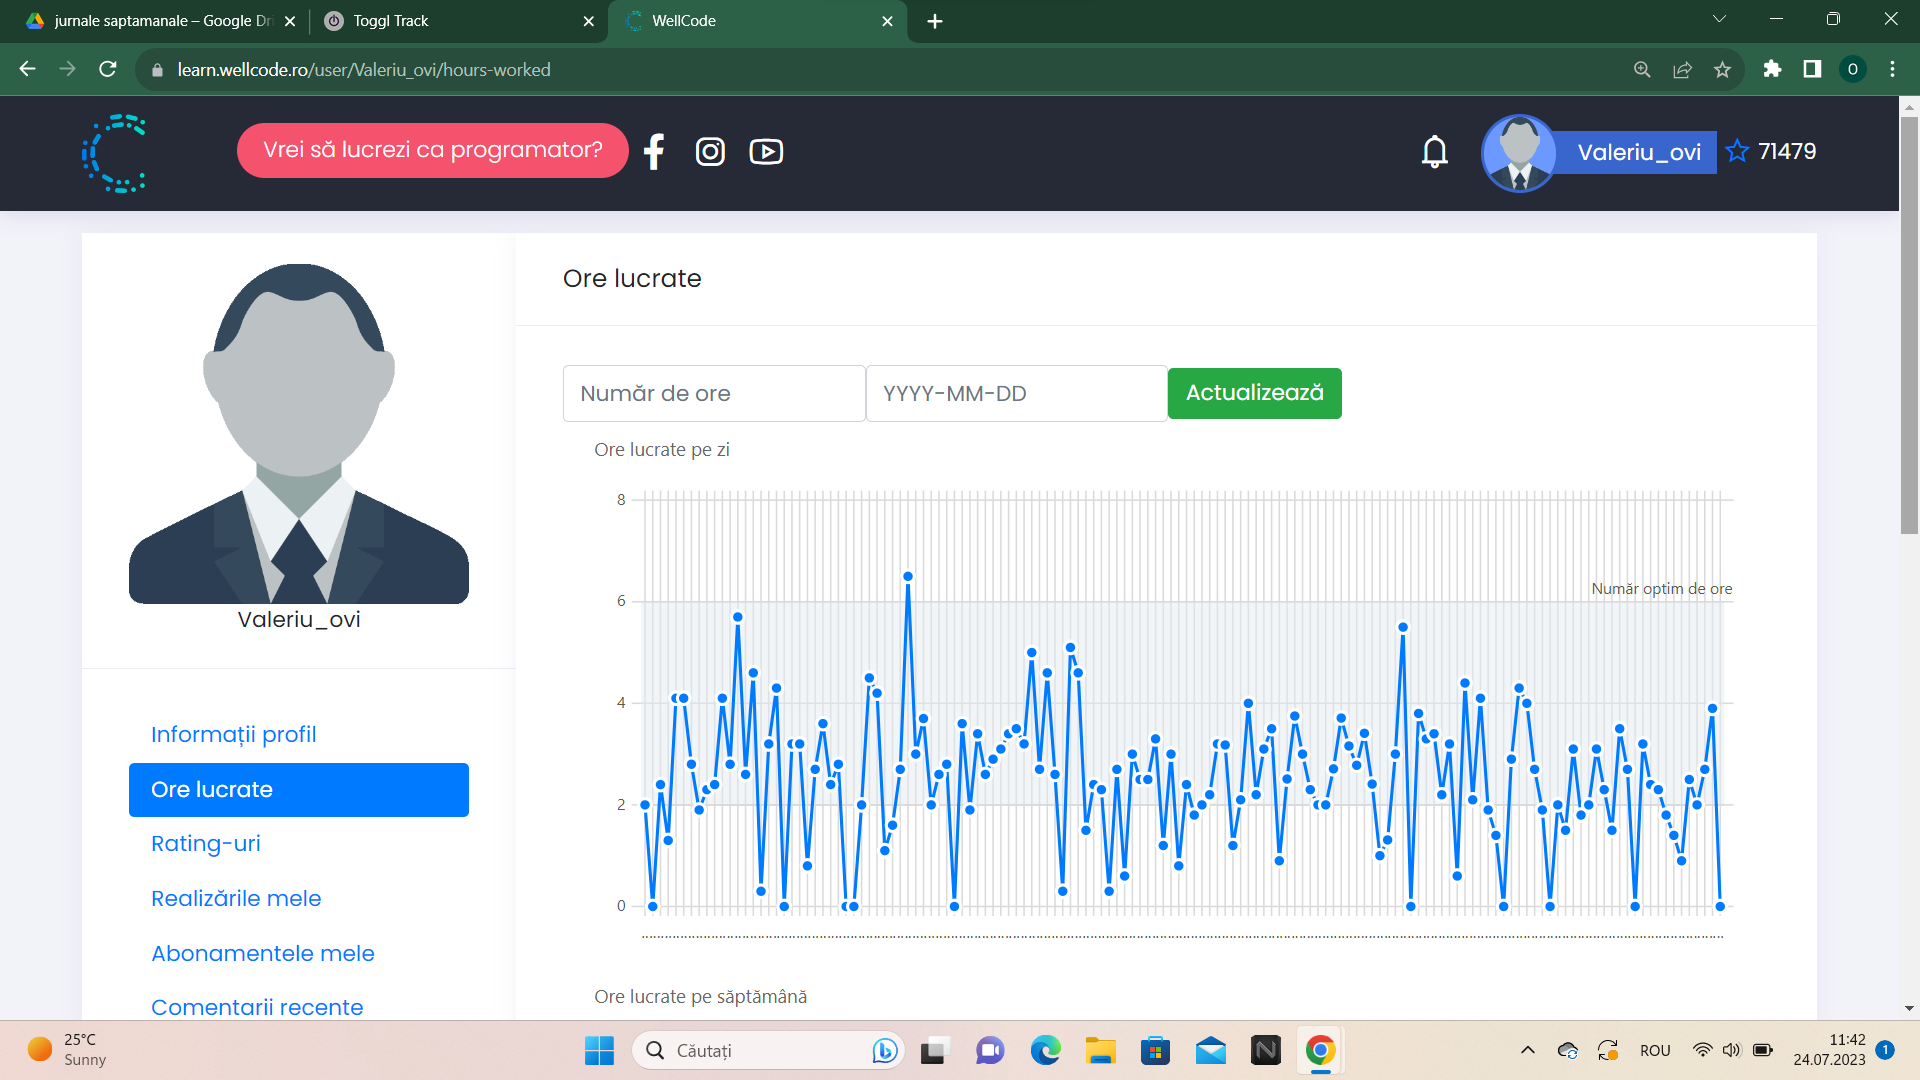 jurnale saptamanale – Google Dri
Toggl Track
WellCode
learn.wellcode.ro/user/Valeriu_ovi/hours-worked
O
Vrei să lucrezi ca programator?
Valeriu_ovi
71479
Valeriu_ovi
Informații profil
Ore lucrate
Rating-uri
Realizările mele
Abonamentele mele
Comentarii recente
Ore lucrate
Număr de ore
YYYY-MM-DD
Actualizează
Ore lucrate pe zi
8
Număr optim de ore
6
4
2
0
Ore lucrate pe săptămână
25°C
Sunny
Căutați
ROU
11:42
24.07.2023
1